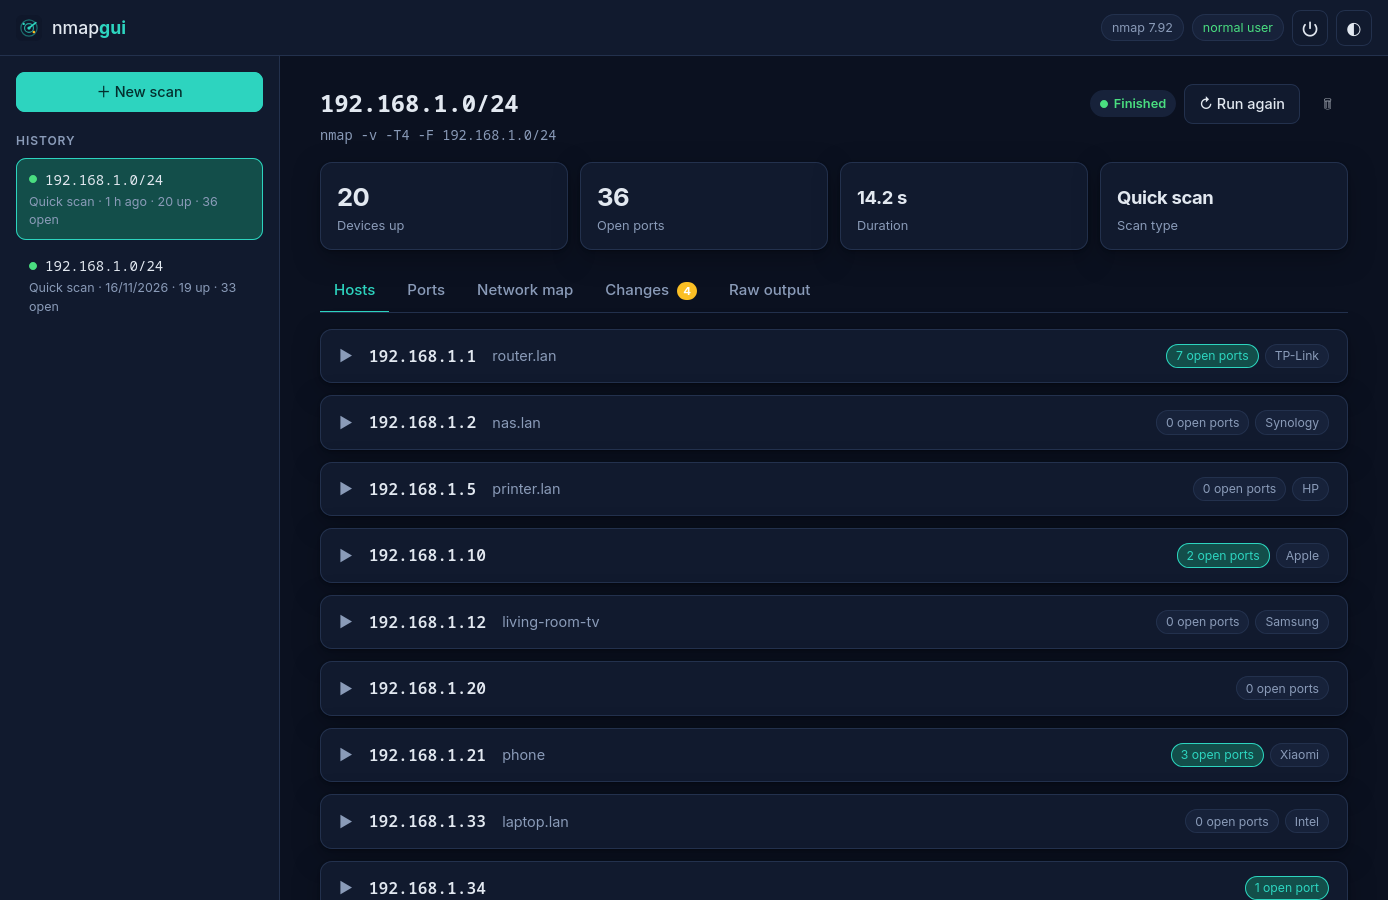 nmapgui
nmap 7.92
normal user
+ New scan
HISTORY
192.168.1.0/24
Quick scan · 1 h ago · 20 up · 36
open
192.168.1.0/24
Quick scan · 16/11/2026 · 19 up · 33
open
192.168.1.0/24
nmap -v -T4 -F 192.168.1.0/24
Finished
Run again
20
Devices up
36
Open ports
14.2 s
Duration
Quick scan
Scan type
Hosts
Ports
Network map
Changes 4
Raw output
192.168.1.1 router.lan 7 open ports TP-Link
192.168.1.2 nas.lan 0 open ports Synology
192.168.1.5 printer.lan 0 open ports HP
192.168.1.10 2 open ports Apple
192.168.1.12 living-room-tv 0 open ports Samsung
192.168.1.20 0 open ports
192.168.1.21 phone 3 open ports Xiaomi
192.168.1.33 laptop.lan 0 open ports Intel
192.168.1.34 1 open port